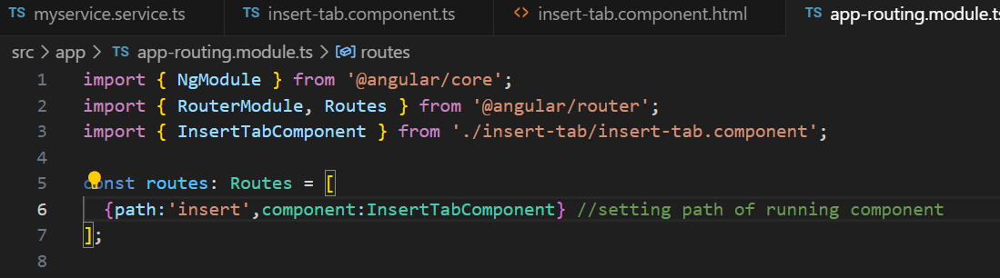 TS myservice.service.ts TS insert-tab.component.ts <> insert-tab.component.html TS app-routing.module.ts
src > app > TS app-routing.module.ts > routes
1 import { NgModule } from '@angular/core';
2 import { RouterModule, Routes } from '@angular/router';
3 import { InsertTabComponent } from './insert-tab/insert-tab.component';
4
5 const routes: Routes = [
6 {path:'insert',component:InsertTabComponent} //setting path of running component
7 ];
8